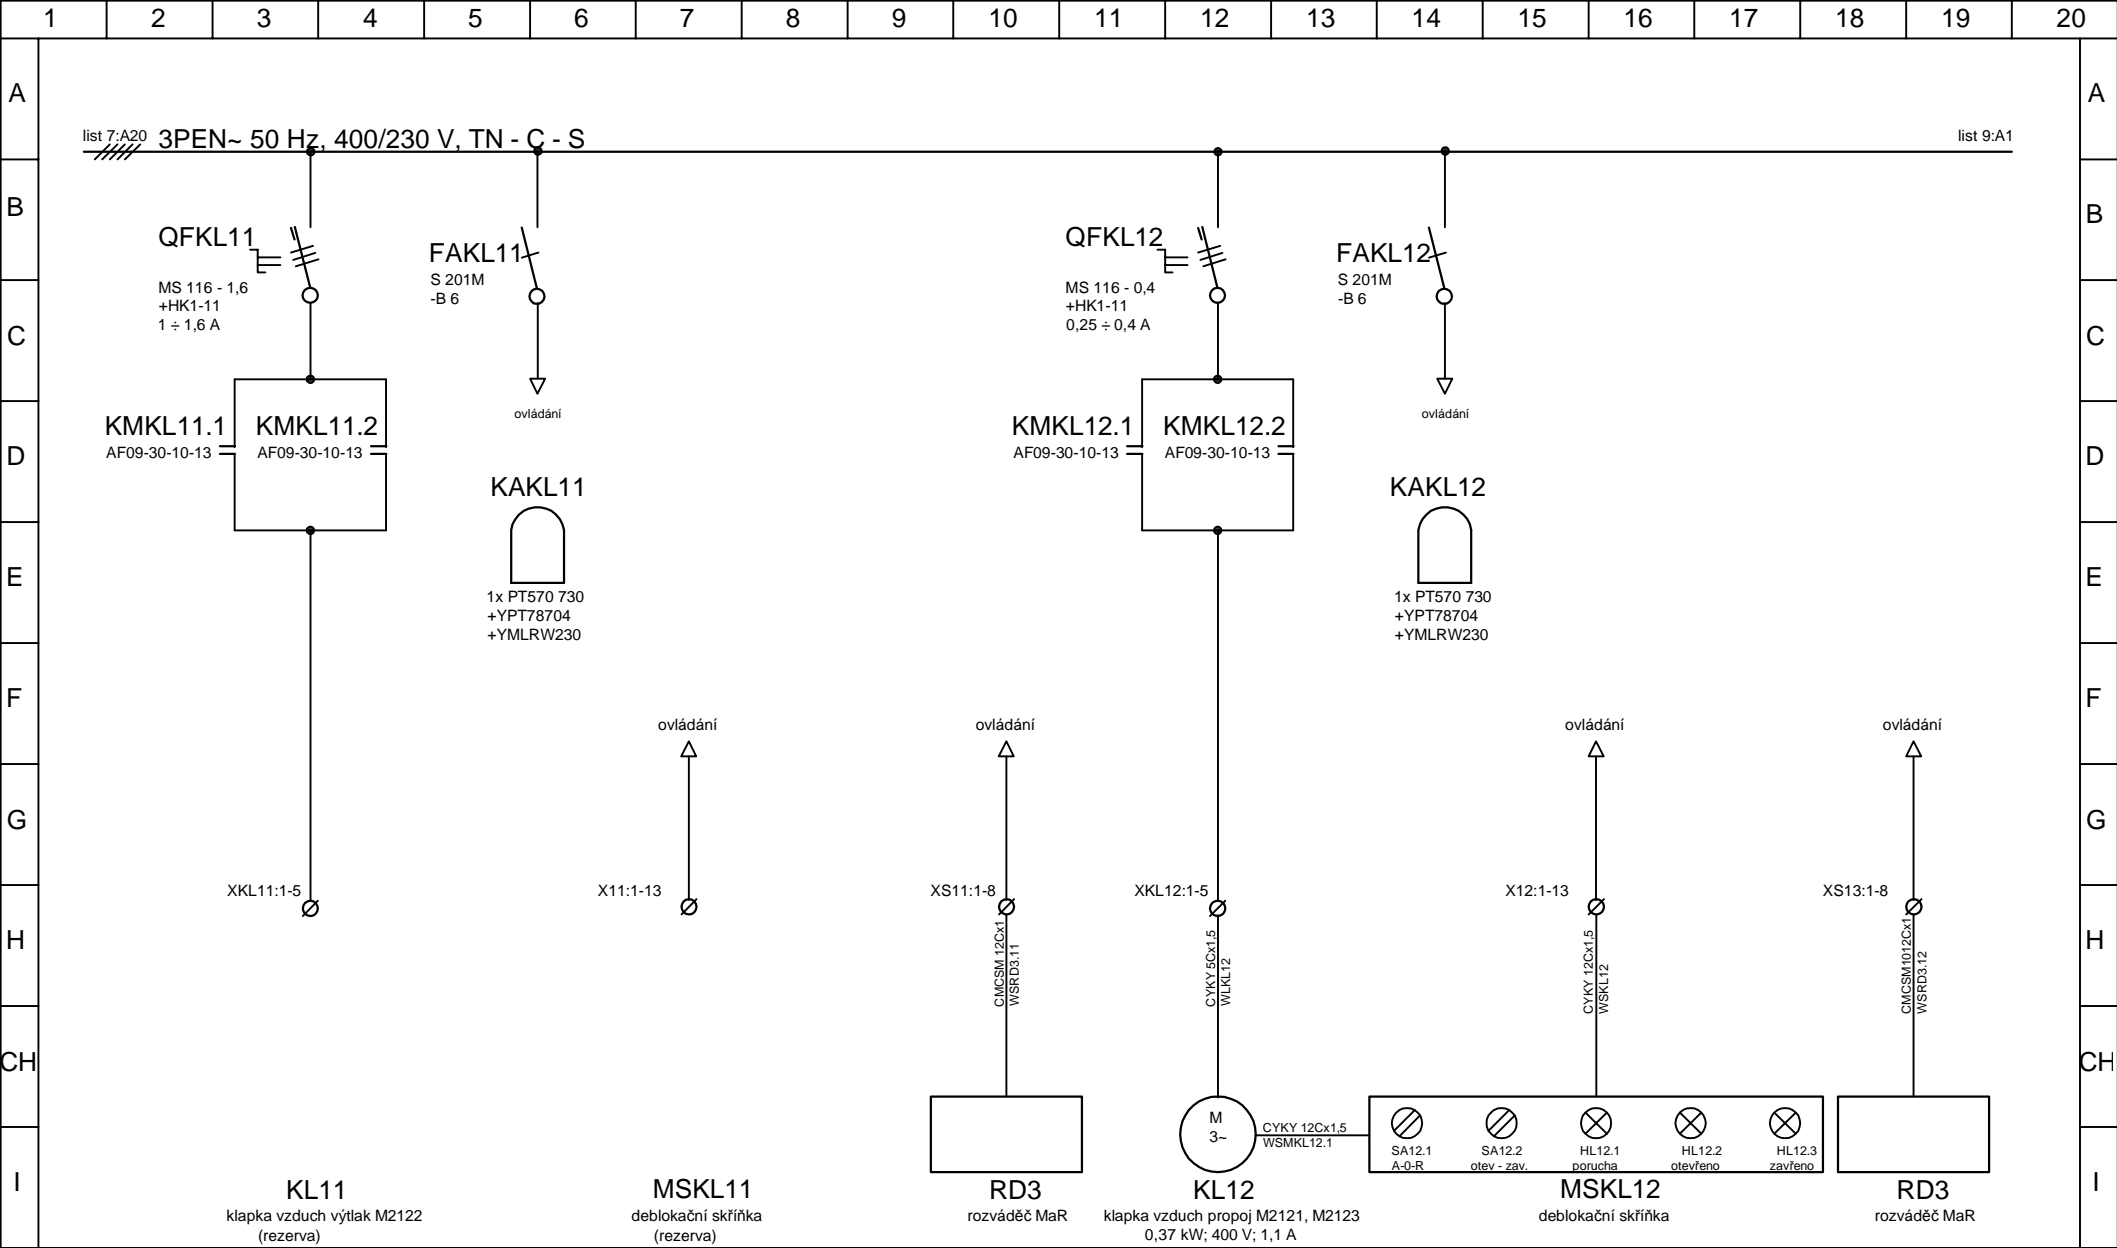 1 2 3 4 5 6 7 8 9 10 11 12 13 14 15 16 17 18 19 20
A A
list 7:A20 3PEN~ 50 Hz, 400/230 V, TN - C - S list 9:A1
B B
QFKL11
MS 116 - 1,6
+HK1-11
1 ÷ 1,6 A
FAKL11
S 201M
-B 6
QFKL12
MS 116 - 0,4
+HK1-11
0,25 ÷ 0,4 A
FAKL12
S 201M
-B 6
C C
ovládání
ovládání
D D
KMKL11.1
AF09-30-10-13
KMKL11.2
AF09-30-10-13
KMKL12.1
AF09-30-10-13
KMKL12.2
AF09-30-10-13
KAKL11
1x PT570 730
+YPT78704
+YMLRW230
KAKL12
1x PT570 730
+YPT78704
+YMLRW230
E E
F F
ovládání
ovládání
ovládání
ovládání
G G
XKL11:1-5
X11:1-13
XS11:1-8
XKL12:1-5
X12:1-13
XS13:1-8
H H
CMCSM 12Cx1
WSRD3.11
CYKY 5Cx1,5
WLKL12
CYKY 12Cx1,5
WSKL12
CMCSM1012Cx1
WSRD3.12
CH CH
M
3~
CYKY 12Cx1,5
WSMKL12.1
SA12.1
A-0-R
SA12.2
otev - zav.
HL12.1
porucha
HL12.2
otevřeno
HL12.3
zavřeno
I I
KL11
klapka vzduch výtlak M2122
(rezerva)
MSKL11
deblokační skříňka
(rezerva)
RD3
rozváděč MaR
KL12
klapka vzduch propoj M2121, M2123
0,37 kW; 400 V; 1,1 A
MSKL12
deblokační skříňka
RD3
rozváděč MaR